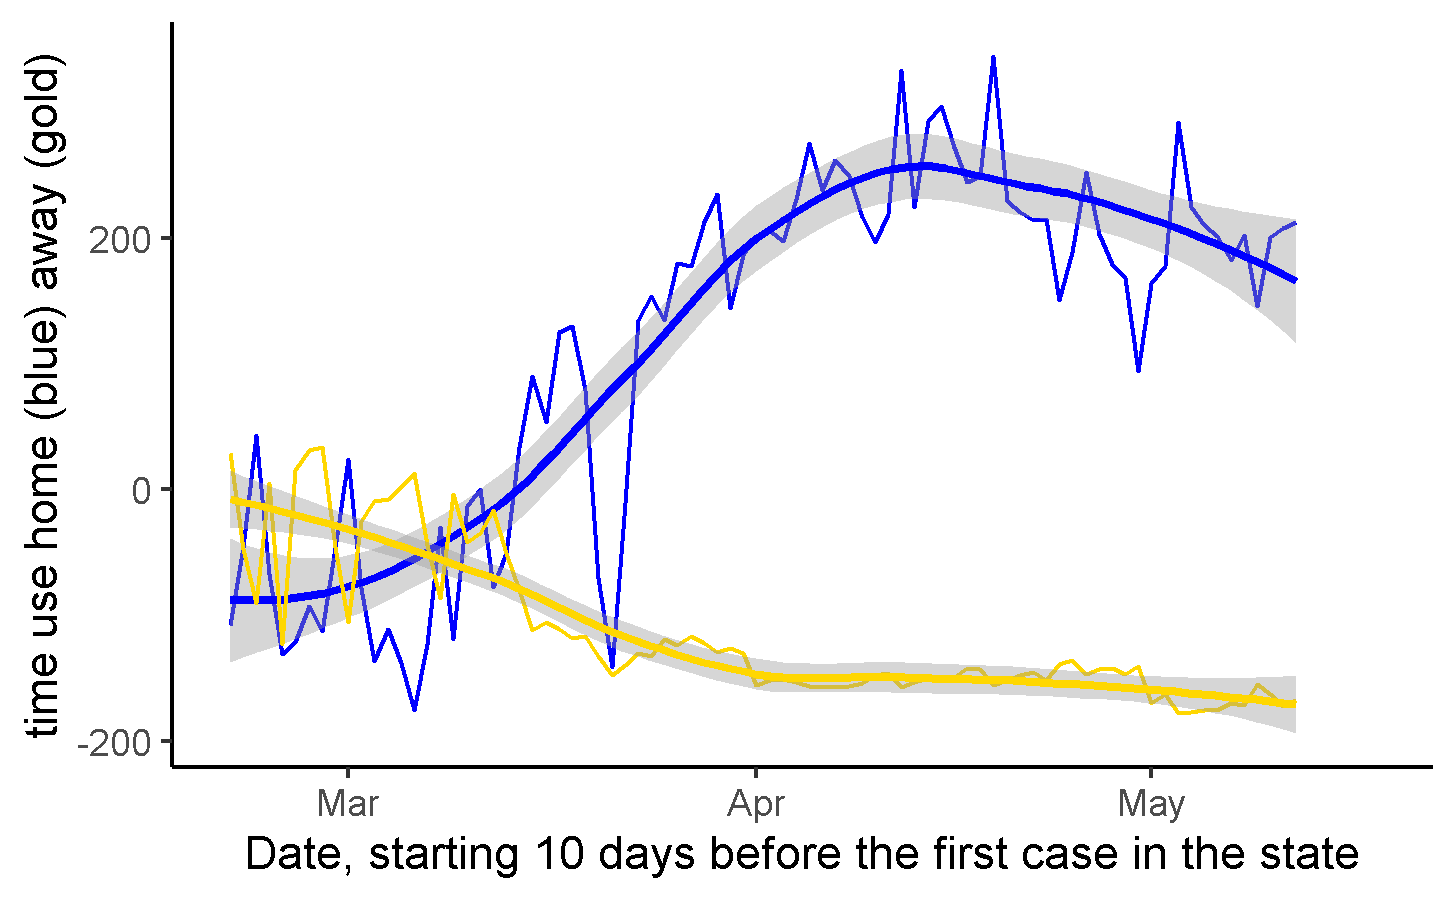 time use home (blue) away (gold)
200
0
-200
Mar Apr May
Date, starting 10 days before the first case in the state